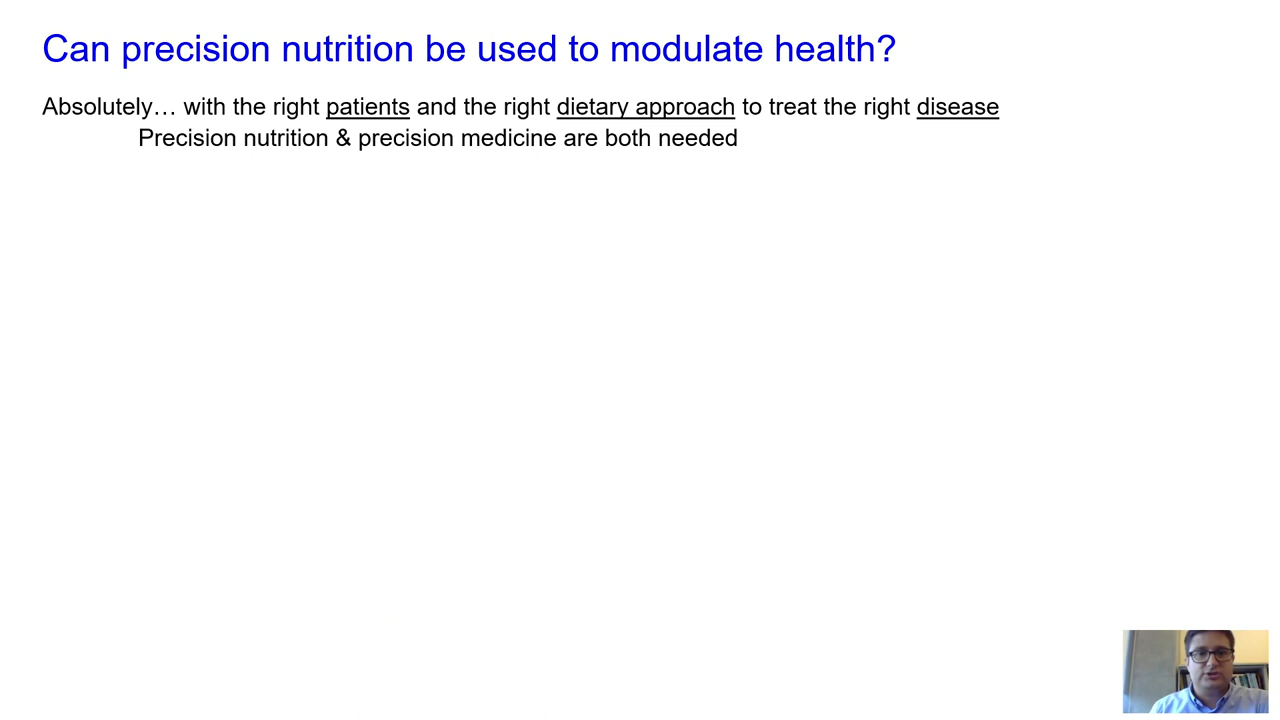 Can precision nutrition be used to modulate health?
Absolutely… with the right patients and the right dietary approach to treat the right disease
Precision nutrition & precision medicine are both needed